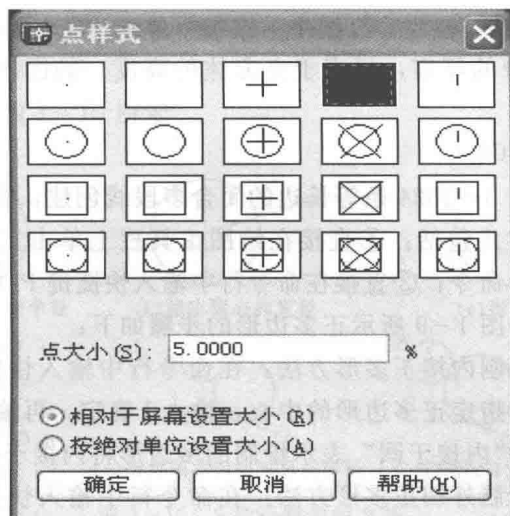 点样式
点大小(S): 5.0000 %
相对于屏幕设置大小(R)
按绝对单位设置大小(A)
确定 取消 帮助(H)